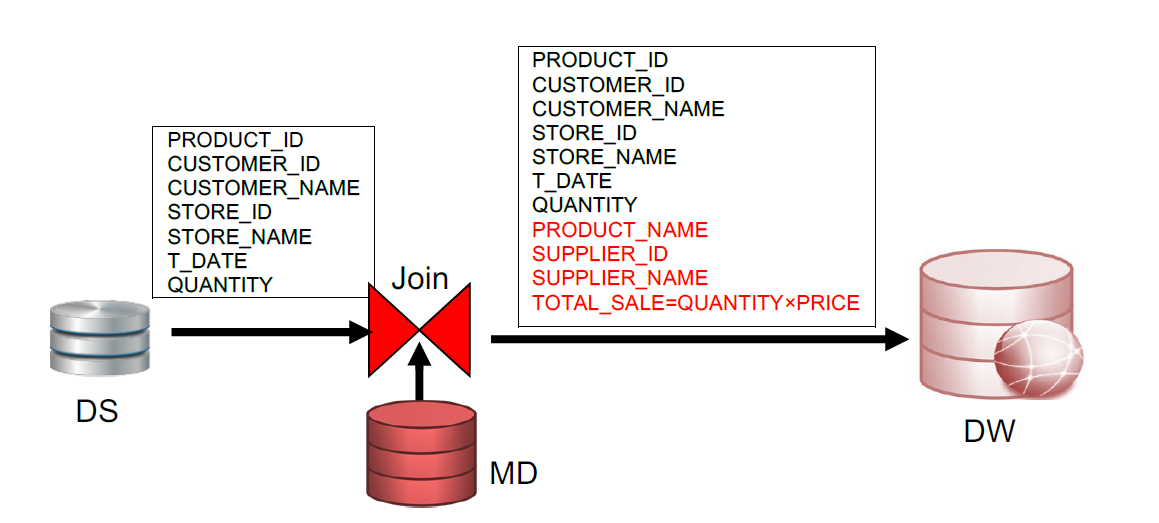 PRODUCT_ID
CUSTOMER_ID
CUSTOMER_NAME
STORE_ID
STORE_NAME
T_DATE
QUANTITY
DS
Join
MD
PRODUCT_ID
CUSTOMER_ID
CUSTOMER_NAME
STORE_ID
STORE_NAME
T_DATE
QUANTITY
PRODUCT_NAME
SUPPLIER_ID
SUPPLIER_NAME
TOTAL_SALE=QUANTITY×PRICE
DW